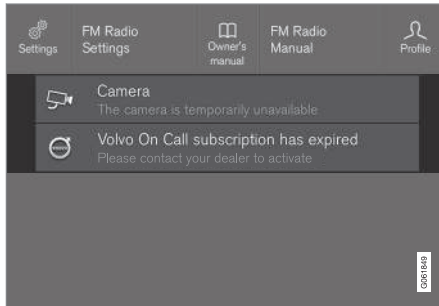 Settings
FM Radio
Settings
Owner's
manual
FM Radio
Manual
Profile
Camera
The camera is temporarily unavailable
Volvo On Call subscription has expired
Please contact your dealer to activate
G061849